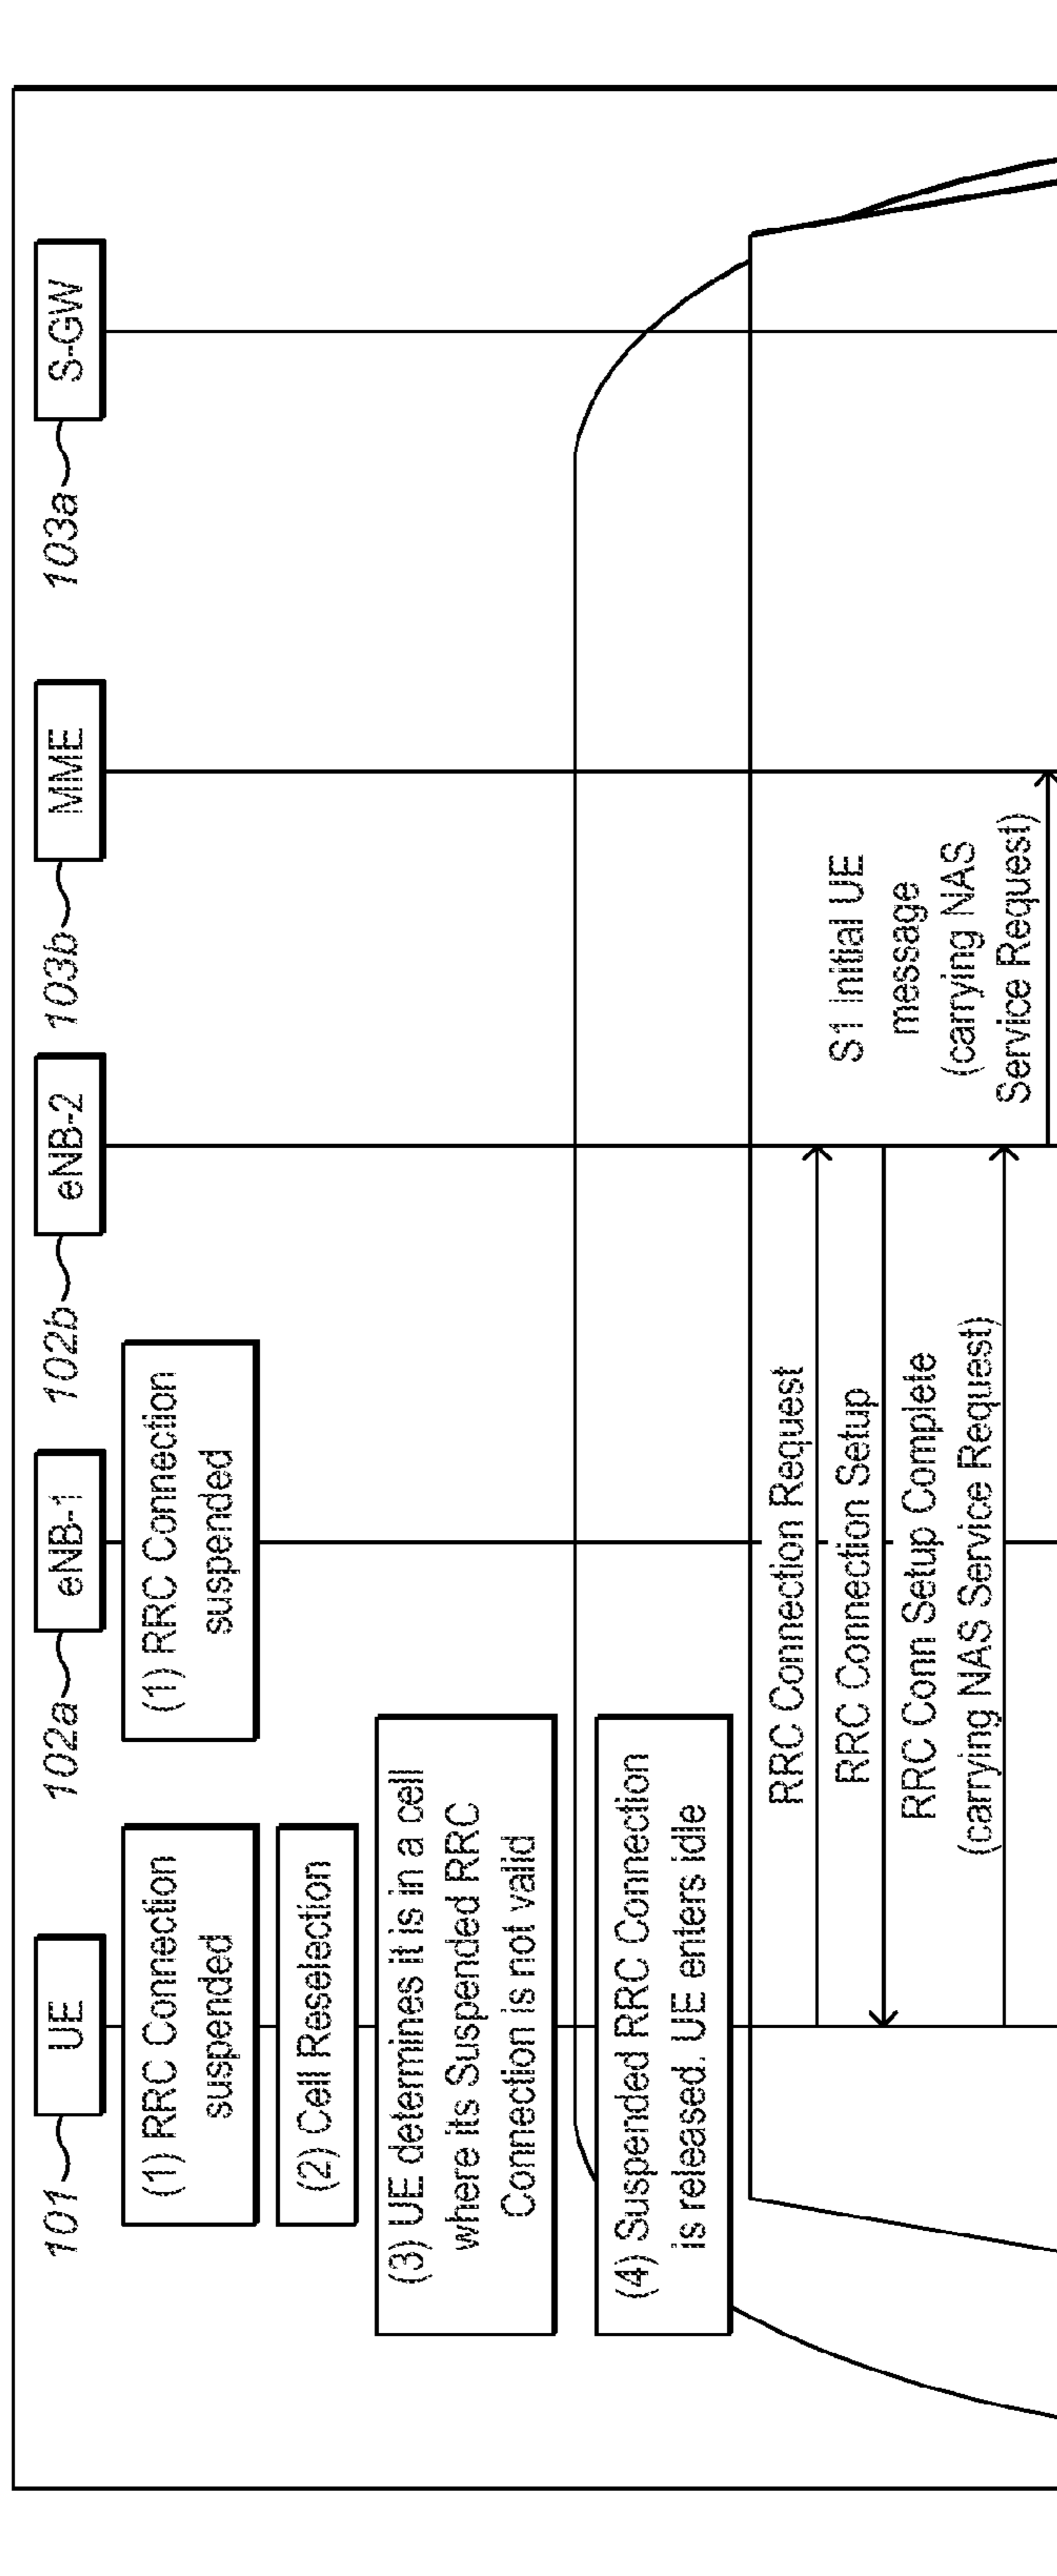 101
UE
102a
eNB-1
102b
eNB-2
103b
MME
103a
S-GW
(1) RRC Connection
suspended
(1) RRC Connection
suspended
(2) Cell Reselection
(3) UE determines it is in a cell
where its Suspended RRC
Connection is not valid
(4) Suspended RRC Connection
is released. UE enters idle
RRC Connection Request
RRC Connection Setup
RRC Conn Setup Complete
(carrying NAS Service Request)
S1 initial UE
message
(carrying NAS
Service Request)